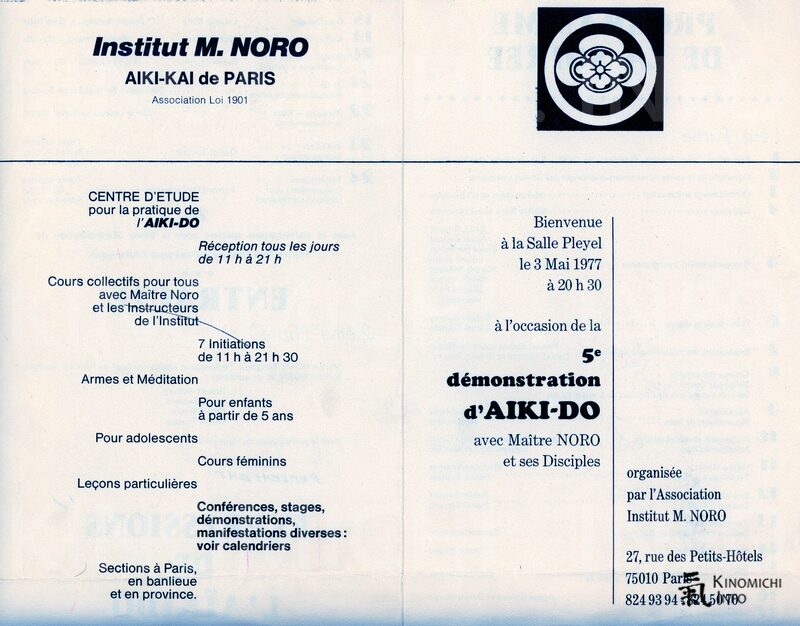 Institut M. NORO
AIKI-KAI de PARIS
Association Loi 1901
CENTRE D'ETUDE
pour la pratique de
l'AIKI-DO
Réception tous les jours
de 11 h à 21 h
Cours collectifs pour tous
avec Maître Noro
et les Instructeurs
de l'Institut
7 Initiations
de 11 h à 21 h 30
Armes et Méditation
Pour enfants
à partir de 5 ans
Pour adolescents
Cours féminins
Leçons particulières
Conférences, stages,
démonstrations,
manifestations diverses :
voir calendriers
Sections à Paris,
en banlieue
et en province.
Bienvenue
à la Salle Pleyel
le 3 Mai 1977
à 20 h 30
à l'occasion de la
5e
démonstration
d'AIKI-DO
avec Maître NORO
et ses Disciples
organisée
par l'Association
Institut M. NORO
27, rue des Petits-Hôtels
75010 Paris
824 93 94
氣 KINOMICHI
INFO